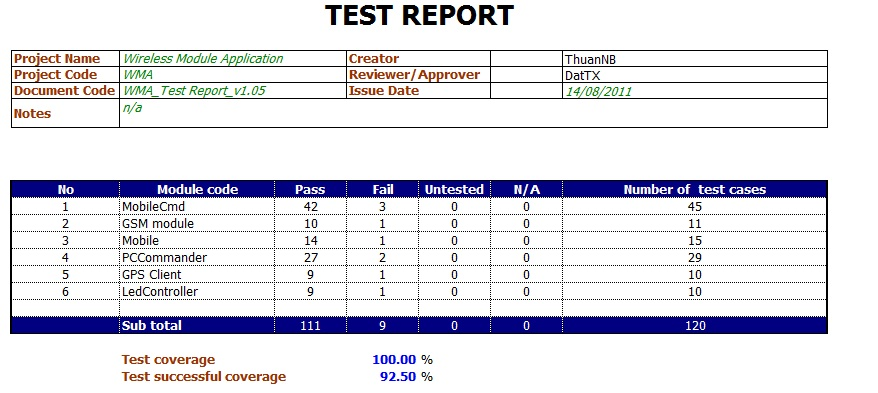 TEST REPORT
Project Name Wireless Module Application Creator ThuanNB
Project Code WMA Reviewer/Approver DatTX
Document Code WMA_Test Report_v1.05 Issue Date 14/08/2011
Notes n/a
No Module code Pass Fail Untested N/A Number of test cases
1 MobileCmd 42 3 0 0 45
2 GSM module 10 1 0 0 11
3 Mobile 14 1 0 0 15
4 PCCommander 27 2 0 0 29
5 GPS Client 9 1 0 0 10
6 LedController 9 1 0 0 10
Sub total 111 9 0 0 120
Test coverage 100.00 %
Test successful coverage 92.50 %